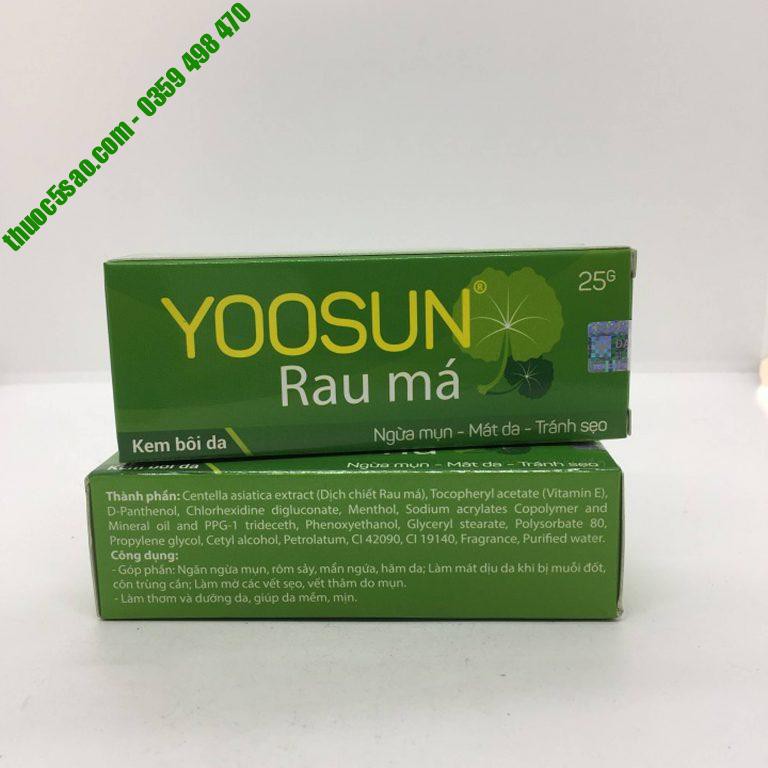 thuoc5sao.com - 0359 498 470
YOOSUN®
25G
Rau má
Kem bôi da
Ngừa mụn - Mát da - Tránh sẹo
Kem bôi da
Ngừa mụn - Mát da - Tránh sẹo
Thành phần: Centella asiatica extract (Dịch chiết Rau má), Tocopheryl acetate (Vitamin E),
D-Panthenol, Chlorhexidine digluconate, Menthol, Sodium acrylates Copolymer and
Mineral oil and PPG-1 trideceth, Phenoxyethanol, Glyceryl stearate, Polysorbate 80,
Propylene glycol, Cetyl alcohol, Petrolatum, CI 42090, CI 19140, Fragrance, Purified water.
Công dụng:
- Góp phần: Ngăn ngừa mụn, rôm sảy, mẩn ngứa, hăm da; Làm mát dịu da khi bị muỗi đốt,
côn trùng cắn; Làm mờ các vết sẹo, vết thâm do mụn.
- Làm thơm và dưỡng da, giúp da mềm, mịn.